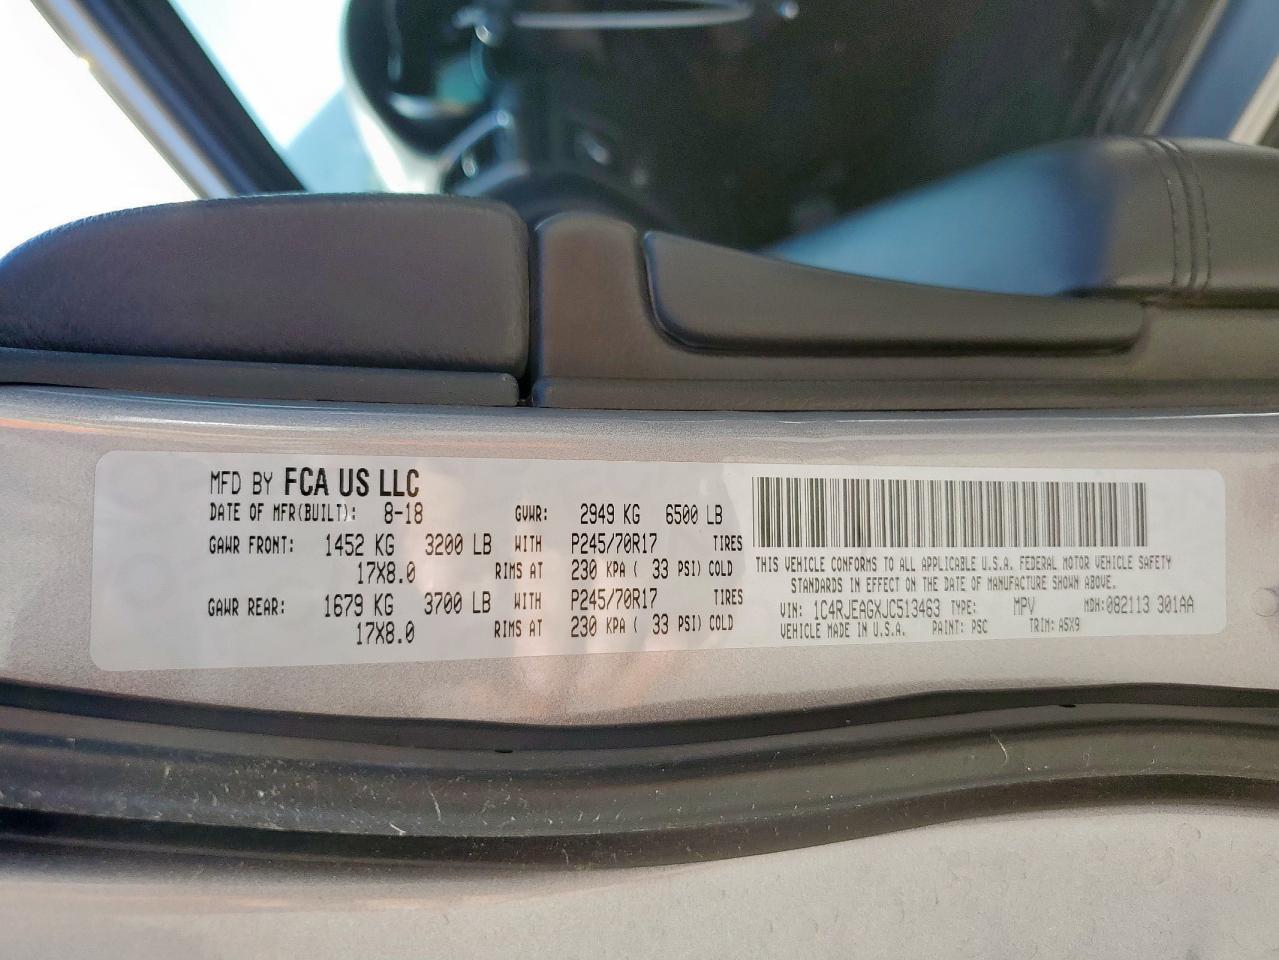 MFD BY FCA US LLC
DATE OF MFR(BUILT): 8-18 GVWR: 2949 KG 6500 LB
GAWR FRONT: 1452 KG 3200 LB WITH P245/70R17 TIRES
17X8.0 RIMS AT 230 KPA ( 33 PSI) COLD
GAWR REAR: 1679 KG 3700 LB WITH P245/70R17 TIRES
17X8.0 RIMS AT 230 KPA ( 33 PSI) COLD
THIS VEHICLE CONFORMS TO ALL APPLICABLE U.S.A. FEDERAL MOTOR VEHICLE SAFETY
STANDARDS IN EFFECT ON THE DATE OF MANUFACTURE SHOWN ABOVE.
VIN: 1C4RJEAGXJC513463 TYPE: MPV MDH: 082113 301AA
VEHICLE MADE IN U.S.A. PAINT: PSC TRIM: A5X9